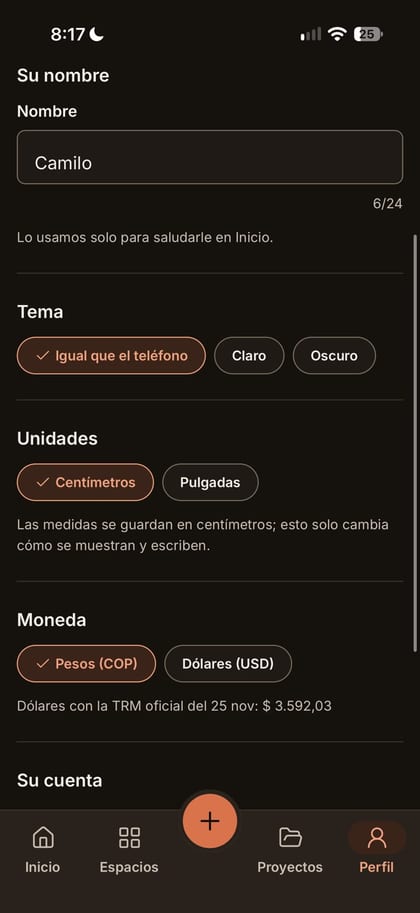 8:17
25
Su nombre
Nombre
Camilo
6/24
Lo usamos solo para saludarle en Inicio.
Tema
Igual que el teléfono
Claro
Oscuro
Unidades
Centímetros
Pulgadas
Las medidas se guardan en centímetros; esto solo cambia
cómo se muestran y escriben.
Moneda
Pesos (COP)
Dólares (USD)
Dólares con la TRM oficial del 25 nov: $ 3.592,03
Su cuenta
Inicio
Espacios
Proyectos
Perfil